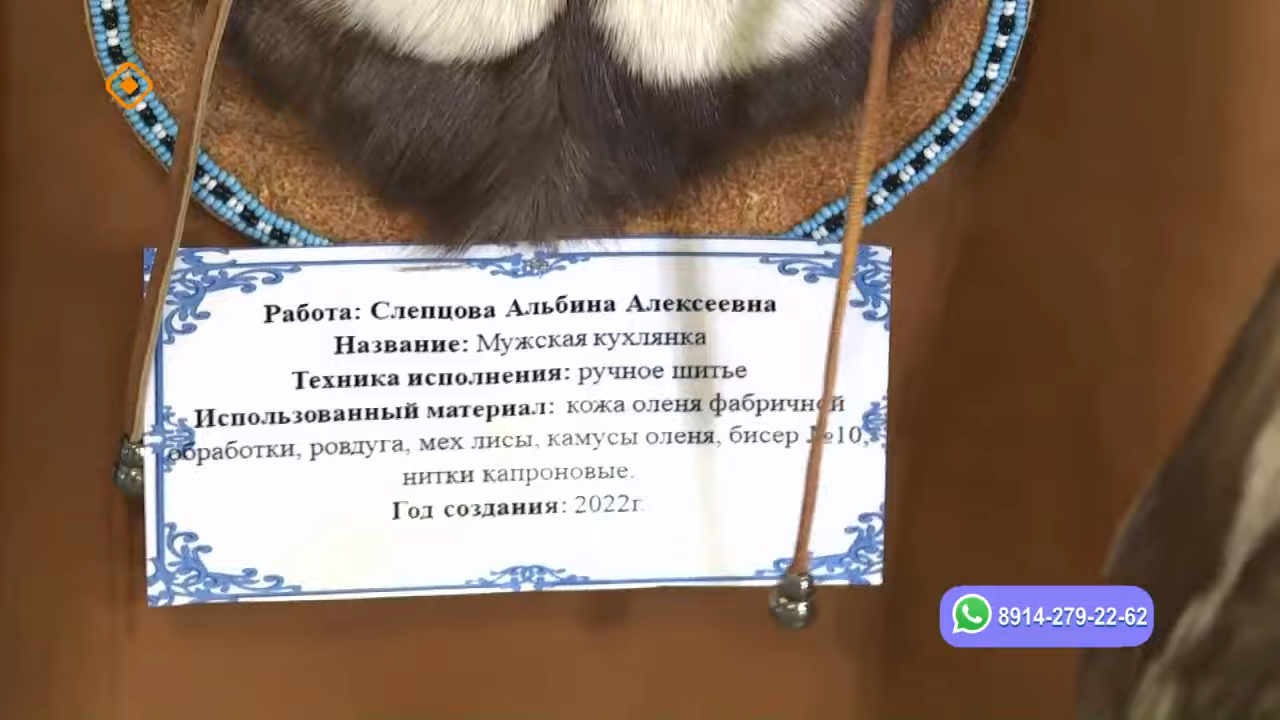 Работа: Слепцова Альбина Алексеевна
Название: Мужская кухлянка
Техника исполнения: ручное шитье
Использованный материал: кожа оленя фабричной
обработки, ровдуга, мех лисы, камусы оленя, бисер №10,
нитки капроновые.
Год создания: 2022г.
8914-279-22-62